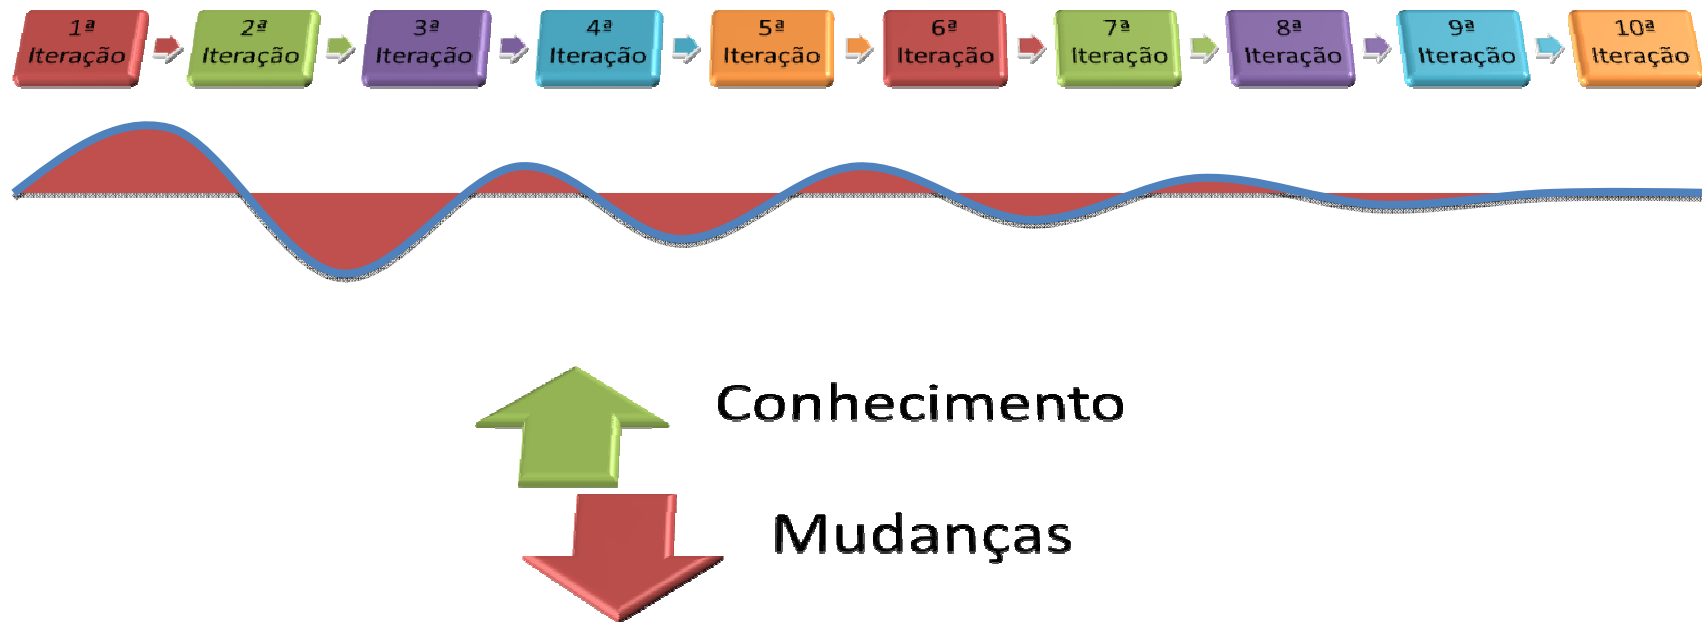 1ª
Iteração
2ª
Iteração
3ª
Iteração
4ª
Iteração
5ª
Iteração
6ª
Iteração
7ª
Iteração
8ª
Iteração
9ª
Iteração
10ª
Iteração
Conhecimento
Mudanças